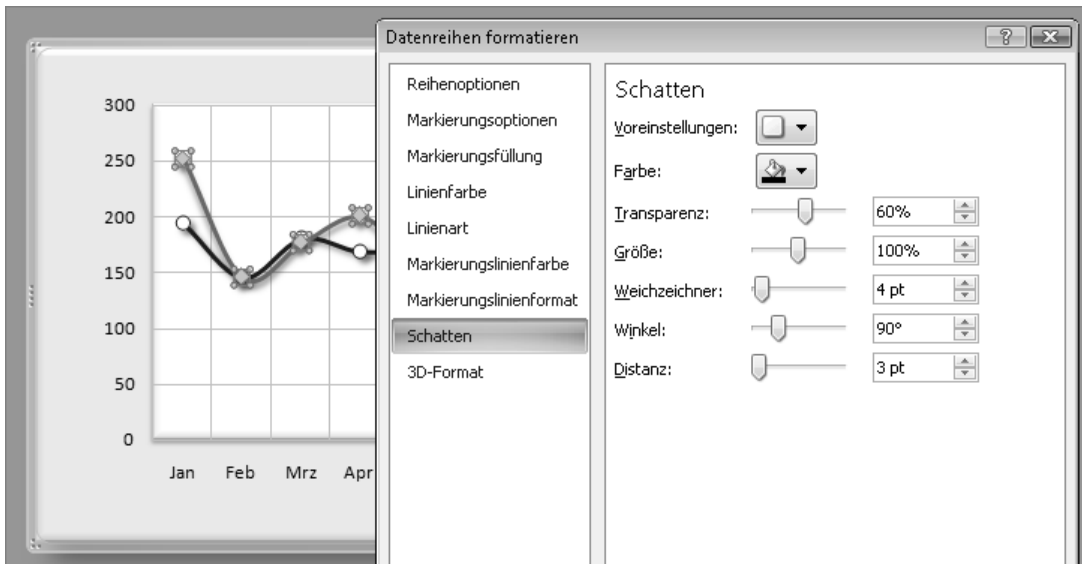 Datenreihen formatieren
Reihenoptionen
Markierungsoptionen
Markierungsfüllung
Linienfarbe
Linienart
Markierungslinienfarbe
Markierungslinienformat
Schatten
3D-Format
Schatten
Voreinstellungen:
Farbe:
Transparenz: 60%
Größe: 100%
Weichzeichner: 4 pt
Winkel: 90°
Distanz: 3 pt
300
250
200
150
100
50
0
Jan Feb Mrz Apr